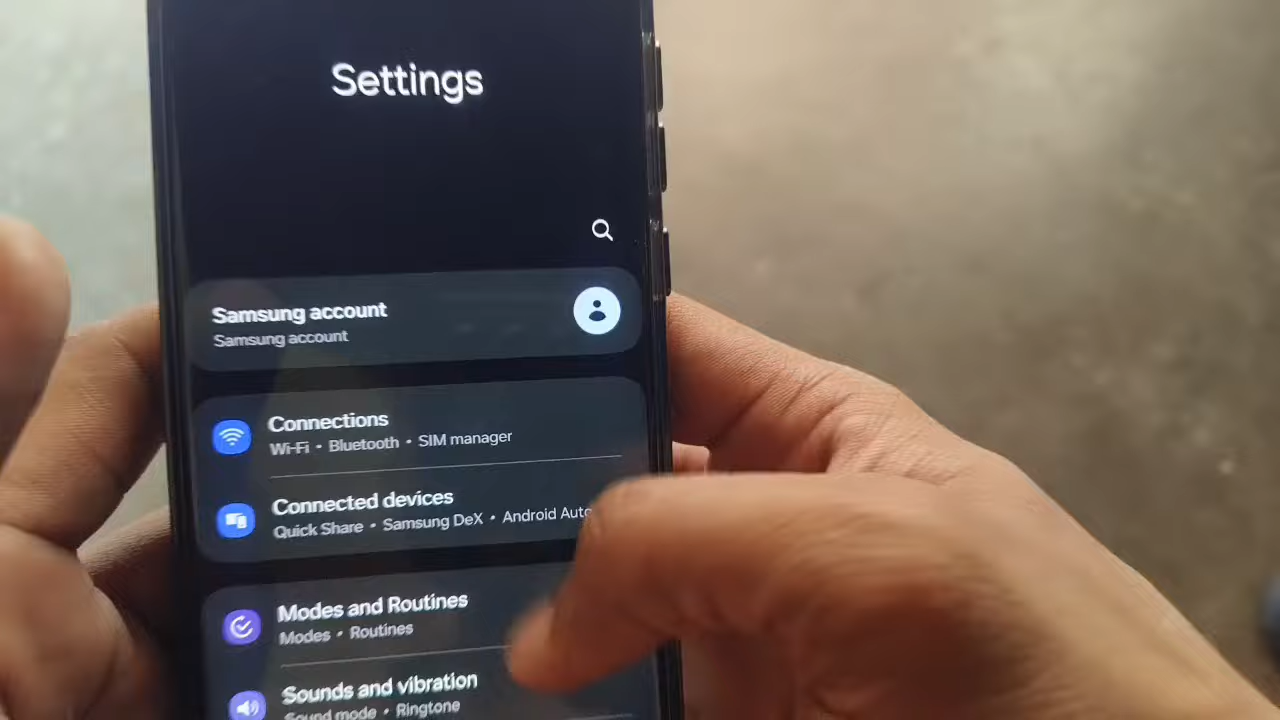 Settings
Samsung account
Samsung account
Connections
Wi-Fi • Bluetooth • SIM manager
Connected devices
Quick Share • Samsung DeX • Android Auto
Modes and Routines
Modes • Routines
Sounds and vibration
Sound mode • Ringtone